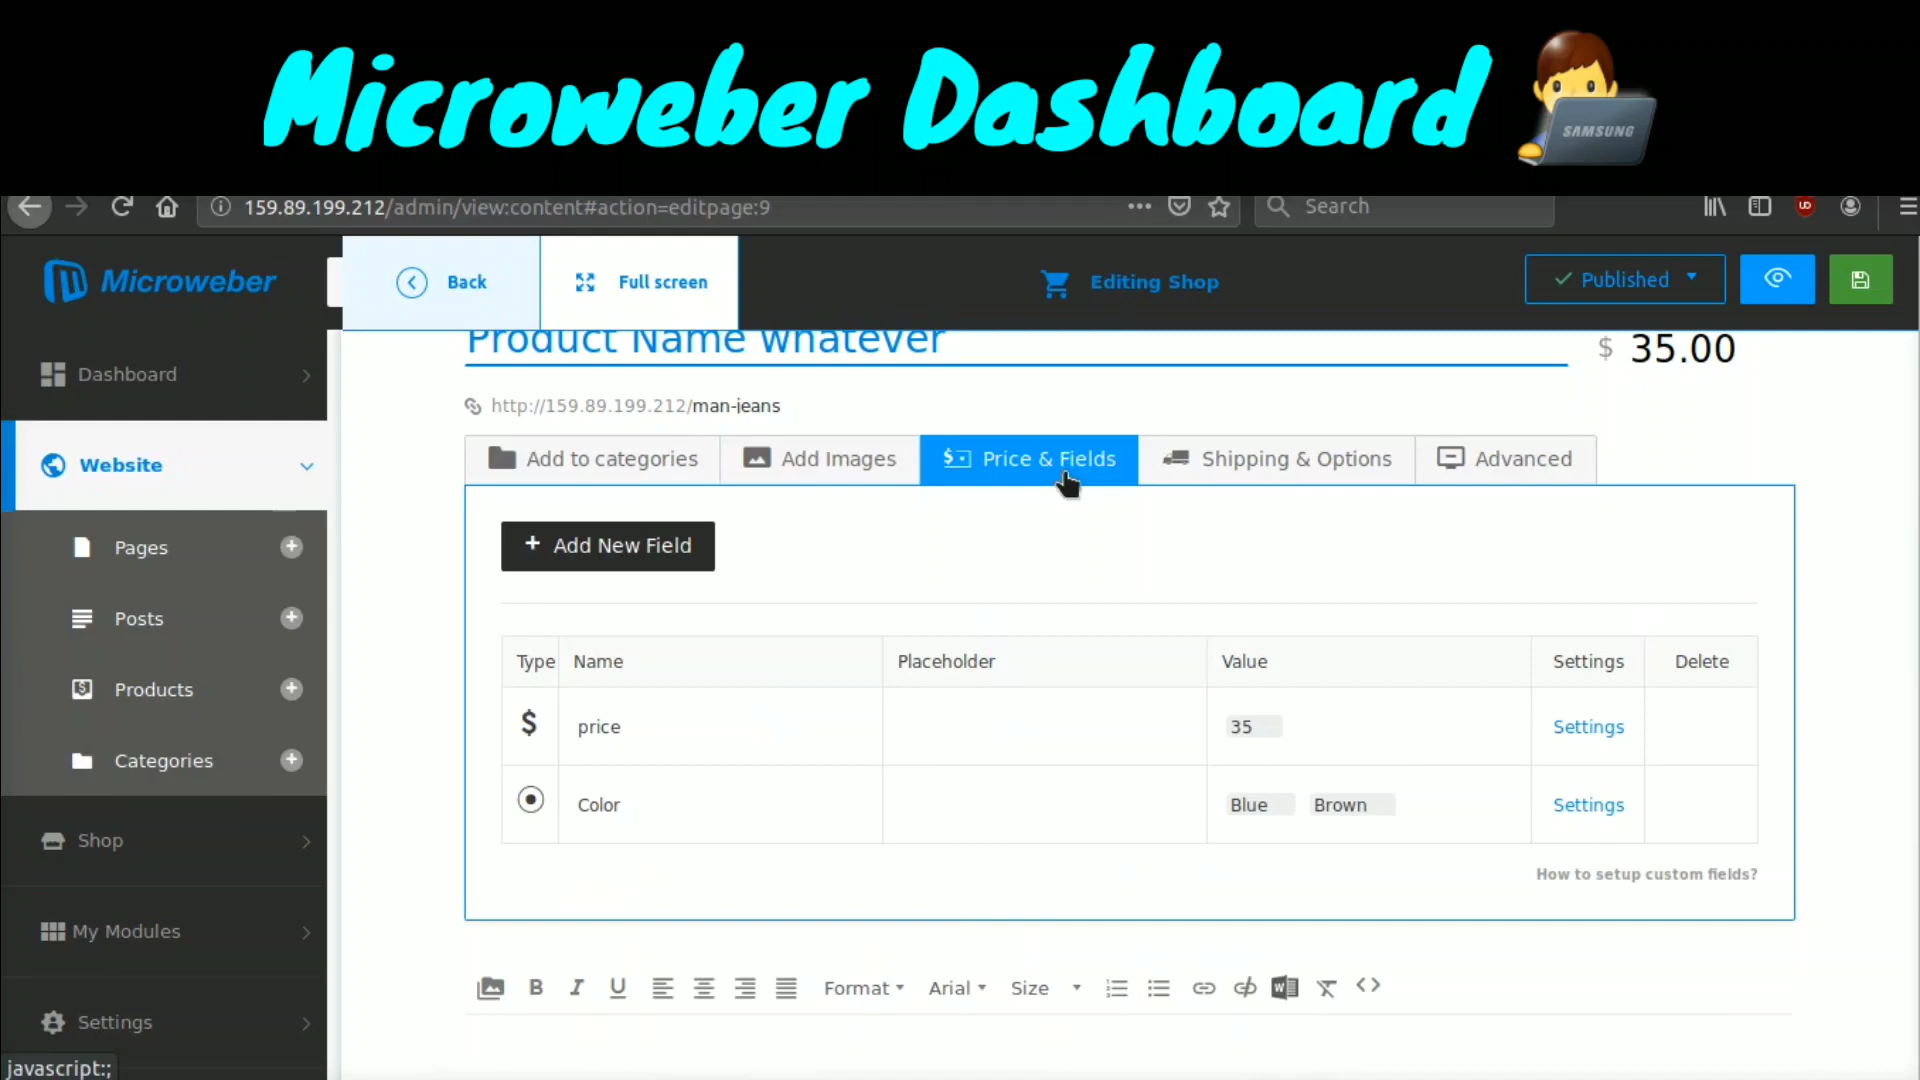 Microweber Dashboard
SAMSUNG
159.89.199.212/admin/view:content#action=editpage:9
Search
Microweber
Back
Full screen
Editing Shop
Published
Product Name whatever
$ 35.00
Dashboard
http://159.89.199.212/man-jeans
Add to categories
Add Images
Price & Fields
Shipping & Options
Advanced
Website
+ Add New Field
Pages
Posts
Type Name Placeholder Value Settings Delete
Products
$ price 35 Settings
Categories
Color Blue Brown Settings
Shop
How to setup custom fields?
My Modules
B I U Format Arial Size
Settings
javascript:;